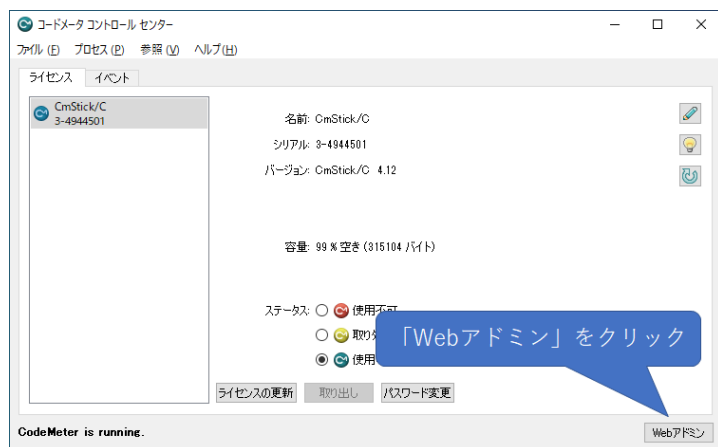 コードメータ コントロール センター
ファイル (F) プロセス (P) 参照 (V) ヘルプ(H)
ライセンス イベント
CmStick/C
3-4944501
名前: CmStick/C
シリアル: 3-4944501
バージョン: CmStick/C 4.12
容量: 99 % 空き (315104 バイト)
ステータス: 使用不可
取り
使用
「Webアドミン」をクリック
ライセンスの更新 取り出し パスワード変更
CodeMeter is running.
Webアドミン